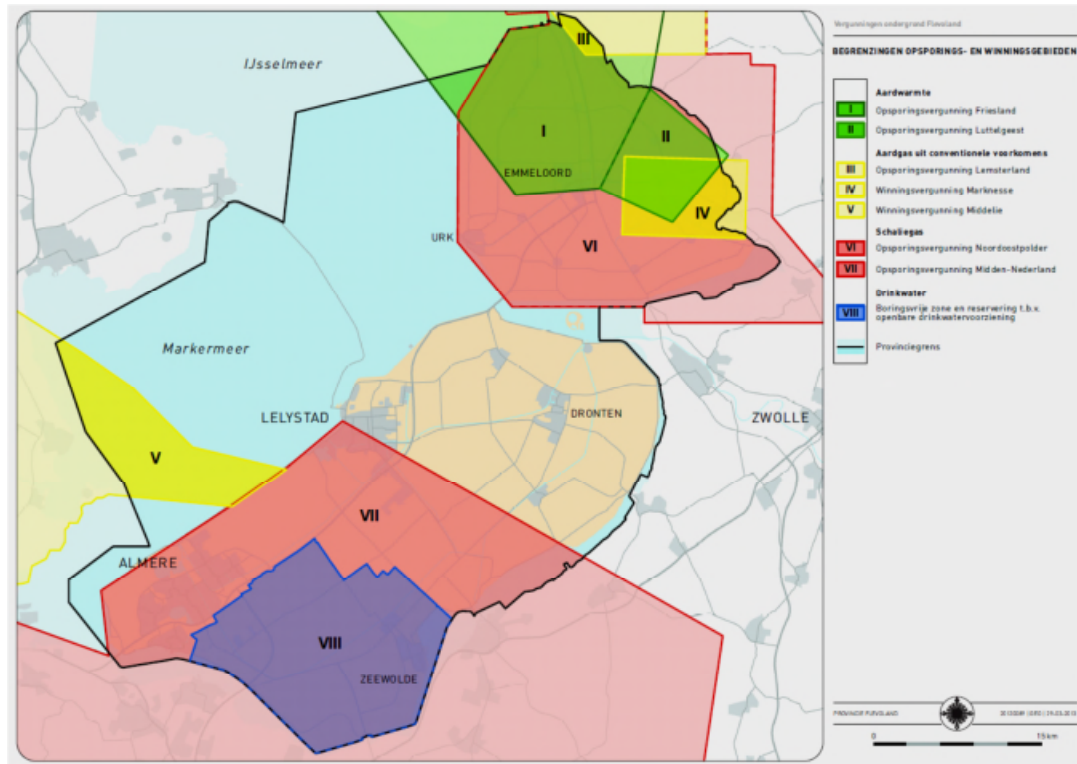 IJsselmeer
III
I
II
EMMELOORD
IV
URK
VI
Markermeer
LELYSTAD
DRONTEN
ZWOLLE
V
VII
ALMERE
VIII
ZEEWOLDE
Vergunningen ondergrond Flevoland
BEGRENZINGEN OPSPORINGS- EN WINNINGSGEBIEDEN
Aardwarmte
I Opsporingsvergunning Friesland
II Opsporingsvergunning Luttelgeest
Aardgas uit conventionele voorkomens
III Opsporingsvergunning Lemsterland
IV Winningsvergunning Marknesse
V Winningsvergunning Middelie
Schaliegas
VI Opsporingsvergunning Noordoostpolder
VII Opsporingsvergunning Midden-Nederland
Drinkwater
VIII Boringsvrije zone en reservering t.b.v.
openbare drinkwatervoorziening
Provinciegrens
PROVINCIE FLEVOLAND
0 15 km